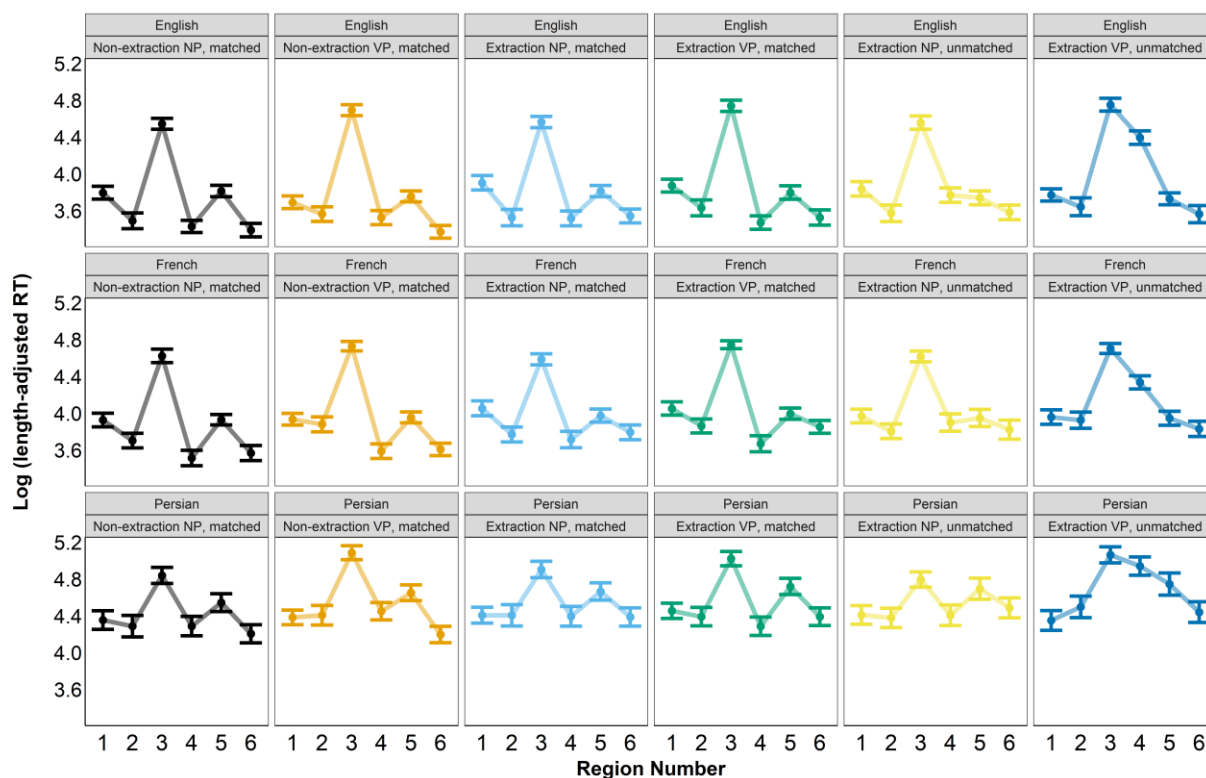 English English English English English English
Non-extraction NP, matched Non-extraction VP, matched Extraction NP, matched Extraction VP, matched Extraction NP, unmatched Extraction VP, unmatched
5.2
4.8
4.4
4.0
3.6
French French French French French French
Non-extraction NP, matched Non-extraction VP, matched Extraction NP, matched Extraction VP, matched Extraction NP, unmatched Extraction VP, unmatched
5.2
4.8
4.4
4.0
3.6
Log (length-adjusted RT)
Persian Persian Persian Persian Persian Persian
Non-extraction NP, matched Non-extraction VP, matched Extraction NP, matched Extraction VP, matched Extraction NP, unmatched Extraction VP, unmatched
5.2
4.8
4.4
4.0
3.6
1 2 3 4 5 6 1 2 3 4 5 6 1 2 3 4 5 6 1 2 3 4 5 6 1 2 3 4 5 6 1 2 3 4 5 6
Region Number